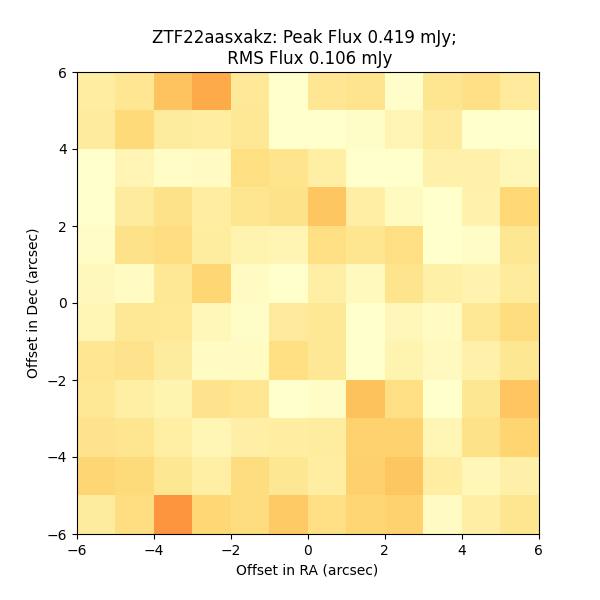 ZTF22aasxakz: Peak Flux 0.419 mJy;
RMS Flux 0.106 mJy
6
4
2
0
−2
−4
−6
Offset in Dec (arcsec)
−6 −4 −2 0 2 4 6
Offset in RA (arcsec)